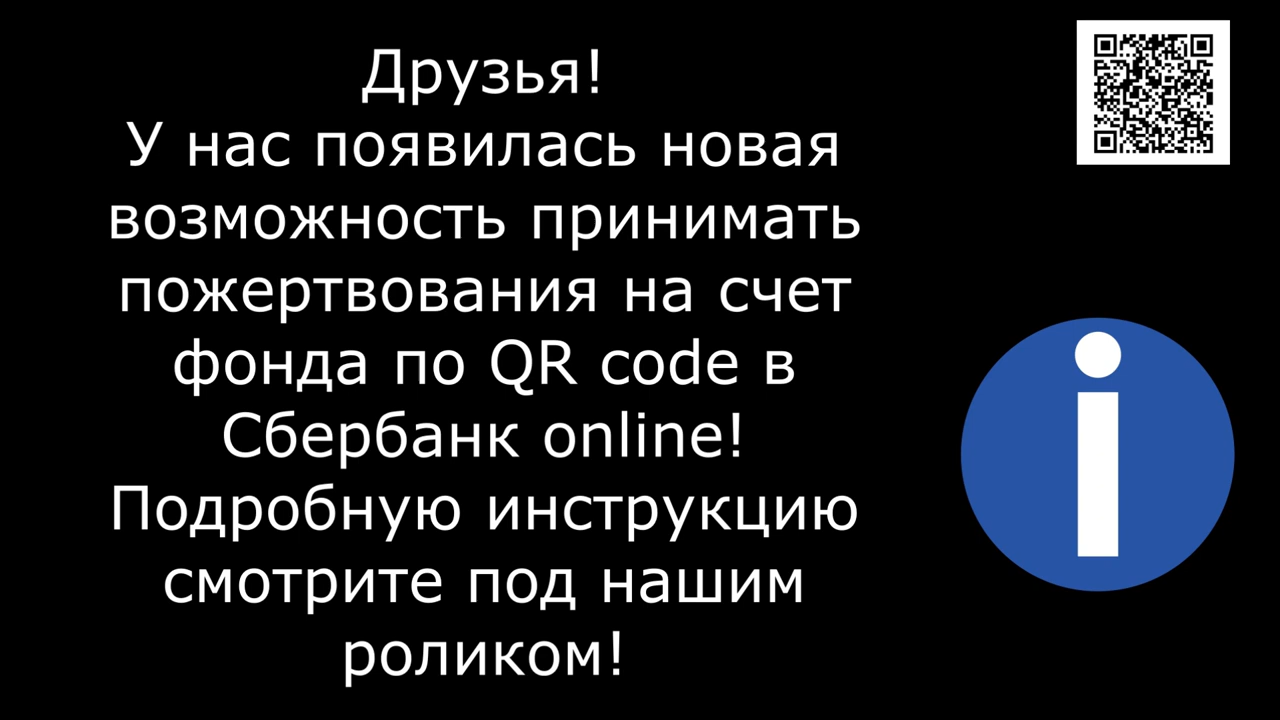 Друзья!
У нас появилась новая
возможность принимать
пожертвования на счет
фонда по QR code в
Сбербанк online!
Подробную инструкцию
смотрите под нашим
роликом!